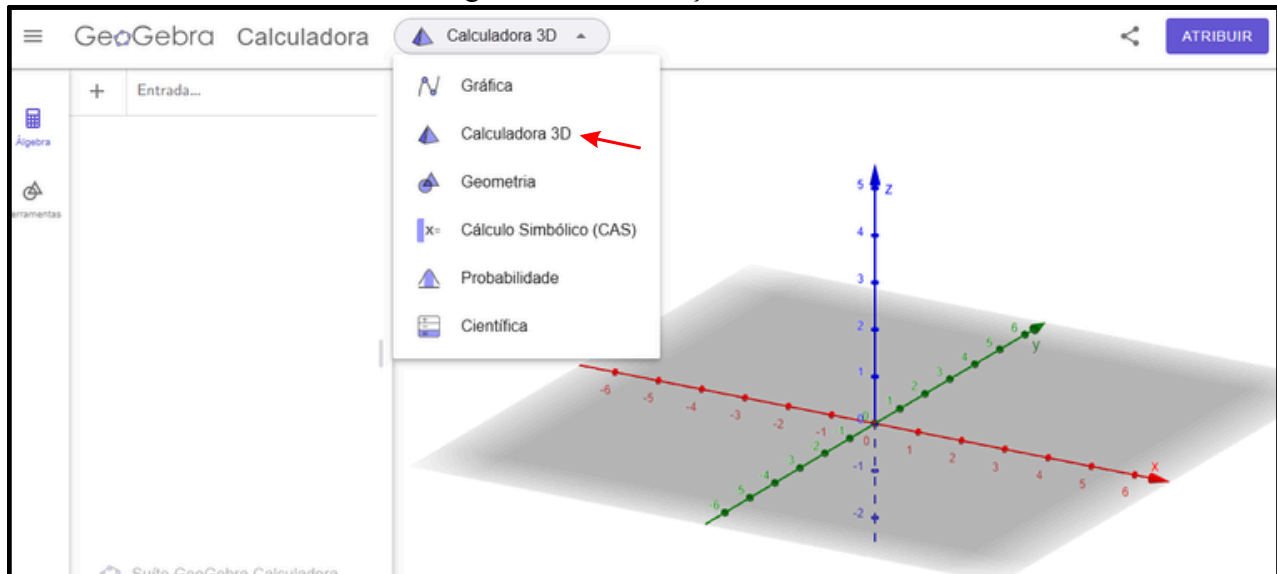 GeoGebra Calculadora Calculadora 3D ATRIBUIR
+ Entrada...
Álgebra
erramentas
Gráfica
Calculadora 3D
Geometria
x= Cálculo Simbólico (CAS)
Probabilidade
Científica
z
5
4
3
2
1
0
-1
-2
y
6
5
4
3
2
1
0
-1
2
3
4
5
-6
x
-6
-5
-4
-3
-2
-1
0
1
2
3
4
5
6